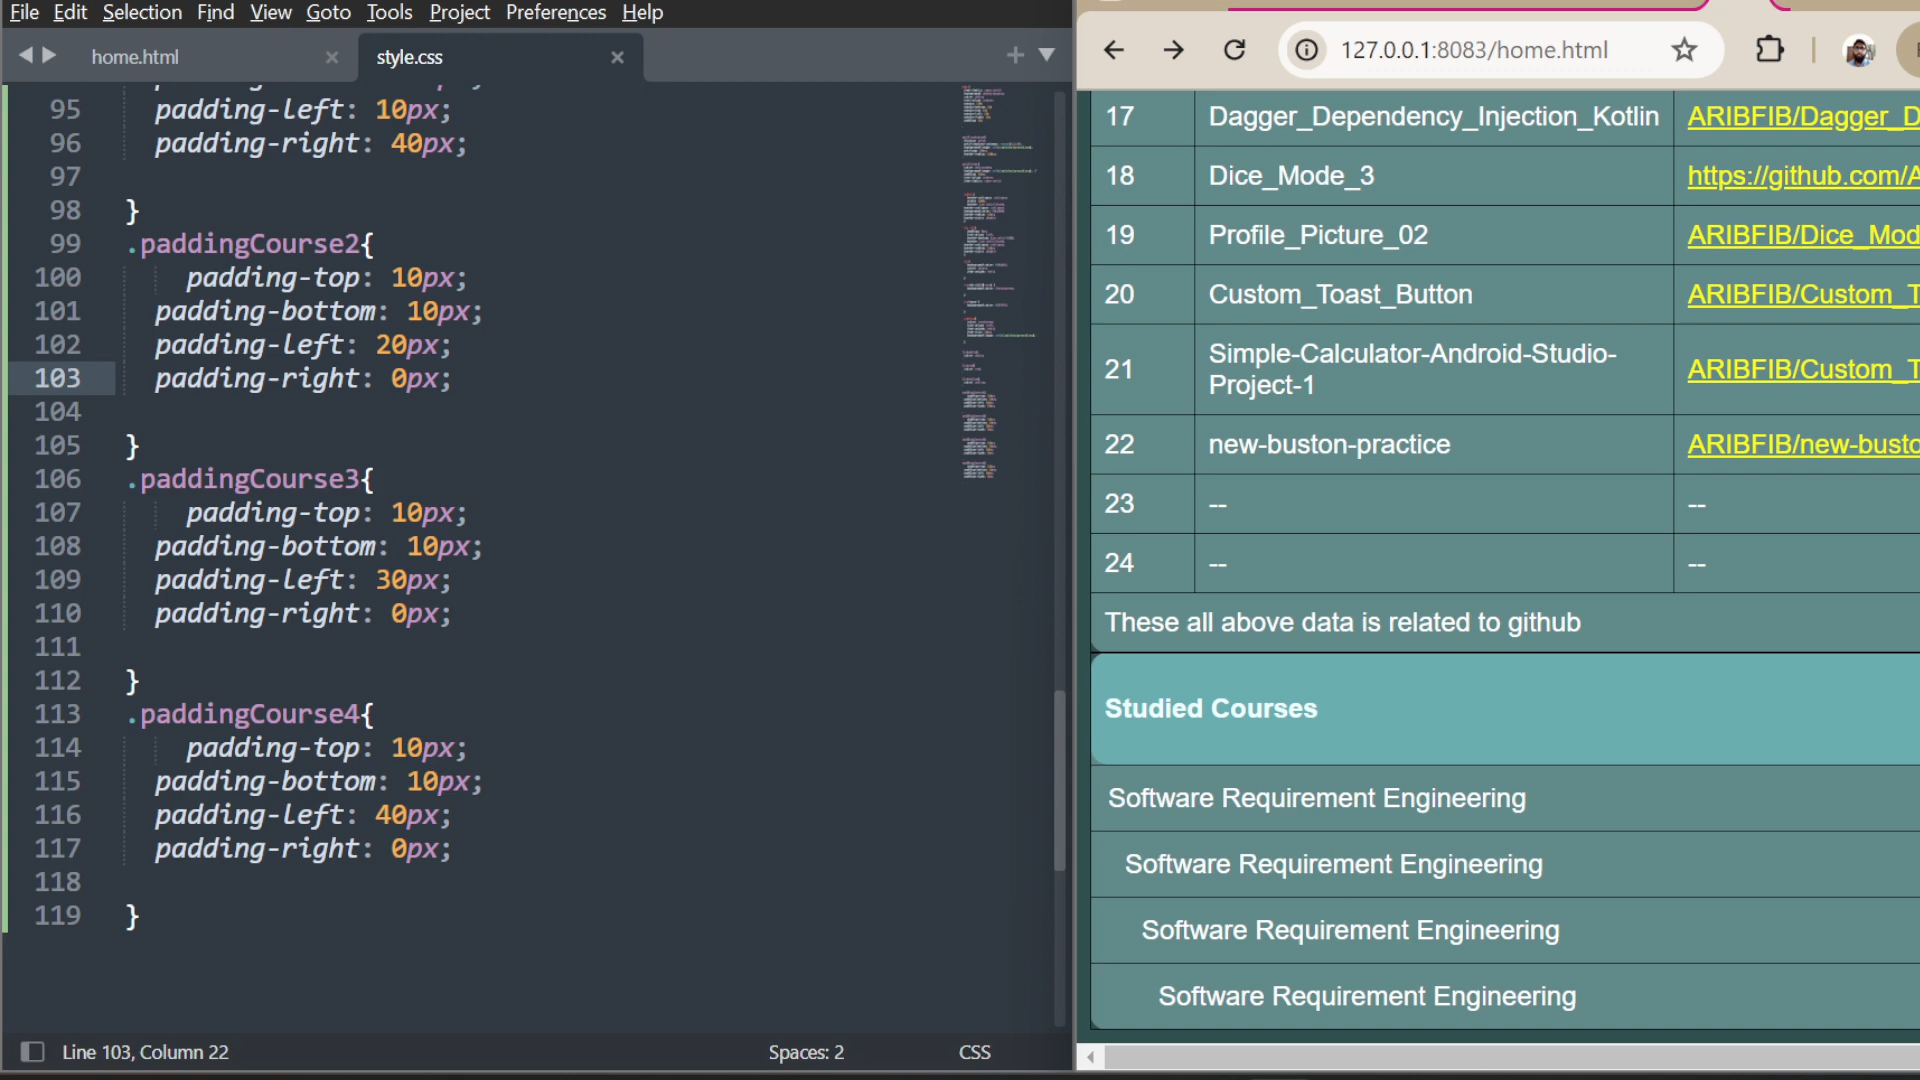 File Edit Selection Find View Goto Tools Project Preferences Help
home.html
style.css
95 padding-left: 10px;
96 padding-right: 40px;
97
98 }
99 .paddingCourse2{
100 padding-top: 10px;
101 padding-bottom: 10px;
102 padding-left: 20px;
103 padding-right: 0px;
104
105 }
106 .paddingCourse3{
107 padding-top: 10px;
108 padding-bottom: 10px;
109 padding-left: 30px;
110 padding-right: 0px;
111
112 }
113 .paddingCourse4{
114 padding-top: 10px;
115 padding-bottom: 10px;
116 padding-left: 40px;
117 padding-right: 0px;
118
119 }
Line 103, Column 22
Spaces: 2
CSS
127.0.0.1:8083/home.html
17 Dagger_Dependency_Injection_Kotlin ARIBFIB/Dagger_D
18 Dice_Mode_3 https://github.com/A
19 Profile_Picture_02 ARIBFIB/Dice_Mod
20 Custom_Toast_Button ARIBFIB/Custom_T
21 Simple-Calculator-Android-Studio- ARIBFIB/Custom_T
Project-1
22 new-buston-practice ARIBFIB/new-busto
23 -- --
24 -- --
These all above data is related to github
Studied Courses
Software Requirement Engineering
Software Requirement Engineering
Software Requirement Engineering
Software Requirement Engineering